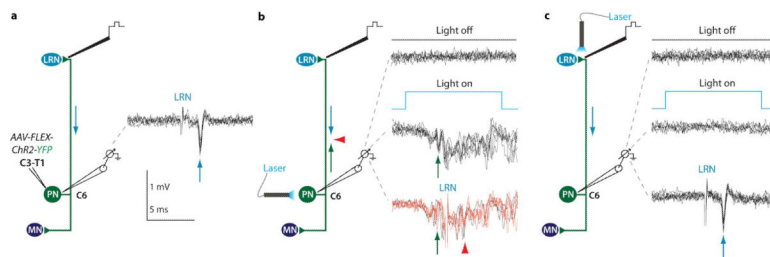 a
LRN
AAV-FLEX-
ChR2-YFP
C3-T1
PN
C6
MN
LRN
1 mV
5 ms
b
LRN
Laser
PN
C6
MN
Light off
Light on
LRN
c
Laser
LRN
PN
C6
MN
Light off
Light on
LRN